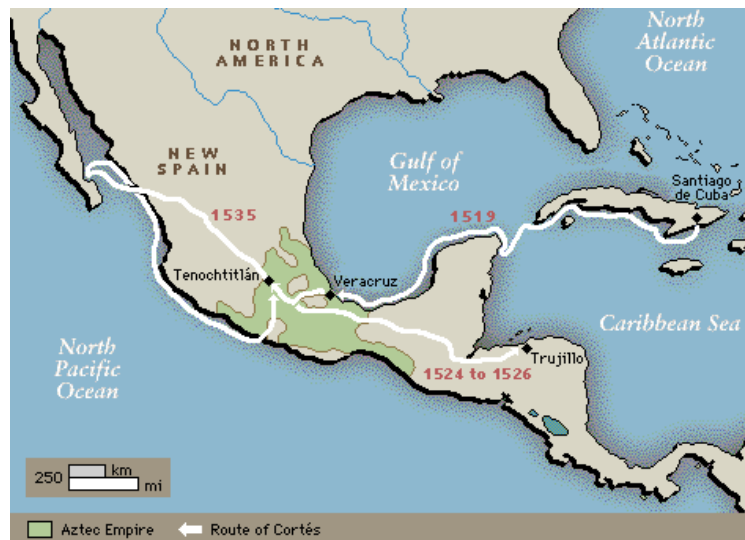 North
Atlantic
Ocean
NORTH
AMERICA
NEW
SPAIN
Gulf of
Mexico
Santiago
de Cuba
1535
1519
Tenochtitlán
Veracruz
Caribbean Sea
North
Pacific
Ocean
Trujillo
1524 to 1526
250 km
mi
Aztec Empire
Route of Cortés